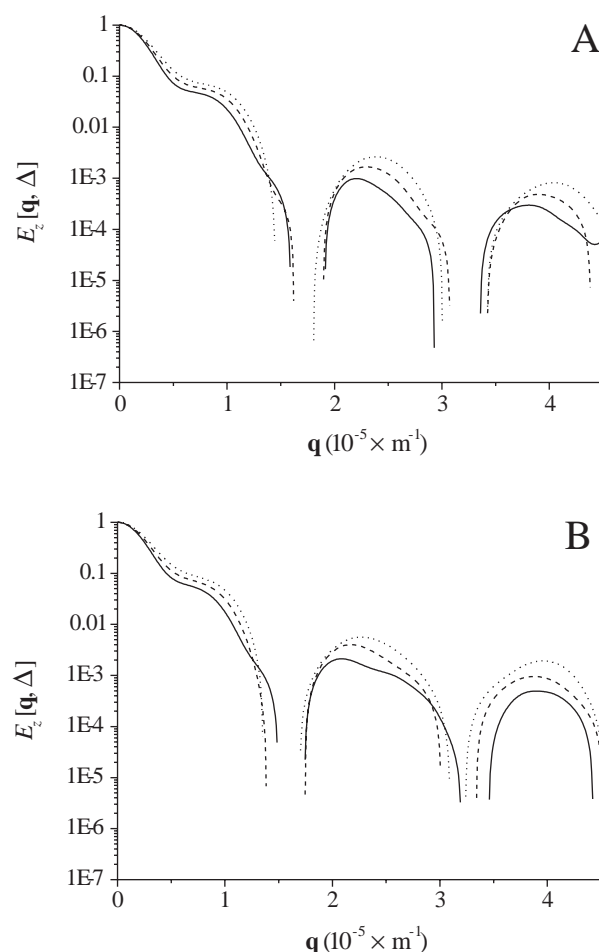 A
1
0.1
0.01
1E-3
1E-4
1E-5
1E-6
1E-7
E_z [q, Δ]
0 1 2 3 4
q (10⁻⁵ × m⁻¹)
B
1
0.1
0.01
1E-3
1E-4
1E-5
1E-6
1E-7
E_z [q, Δ]
0 1 2 3 4
q (10⁻⁵ × m⁻¹)